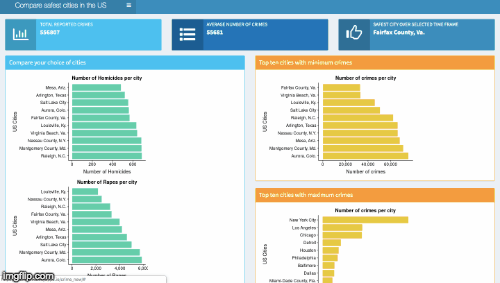 Compare safest cities in the US
TOTAL REPORTED CRIMES
556807
AVERAGE NUMBER OF CRIMES
55681
SAFEST CITY OVER SELECTED TIME FRAME
Fairfax County, Va.
Compare your choice of cities
Number of Homicides per city
US Cities
Mesa, Ariz.
Arlington, Texas
Salt Lake City
Aurora, Colo.
Fairfax County, Va.
Louisville, Ky.
Virginia Beach, Va.
Nassau County, N.Y.
Montgomery County, Md.
Raleigh, N.C.
0 200 400 600
Number of Homicides
Number of Rapes per city
US Cities
Louisville, Ky.
Nassau County, N.Y.
Raleigh, N.C.
Fairfax County, Va.
Virginia Beach, Va.
Mesa, Ariz.
Arlington, Texas
Salt Lake City
Montgomery County, Md.
Aurora, Colo.
0 2,000 4,000 6,000
Number of Rapes
Top ten cities with minimum crimes
Number of crimes per city
US Cities
Fairfax County, Va.
Virginia Beach, Va.
Louisville, Ky.
Salt Lake City
Raleigh, N.C.
Arlington, Texas
Nassau County, N.Y.
Mesa, Ariz.
Montgomery County, Md.
Aurora, Colo.
0 20,000 40,000 60,000
Number of crimes
Top ten cities with maximum crimes
Number of crimes per city
US Cities
New York City
Los Angeles
Chicago
Detroit
Houston
Philadelphia
Baltimore
Dallas
Miami-Dade County, Fla.
imgflip.com